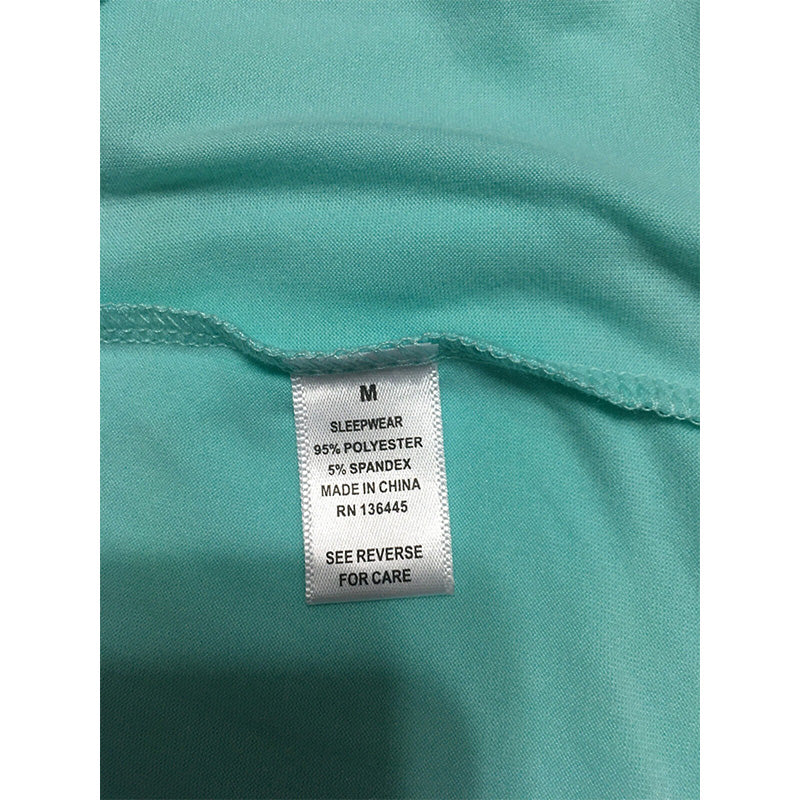 M
SLEEPWEAR
95% POLYESTER
5% SPANDEX
MADE IN CHINA
RN 136445
SEE REVERSE
FOR CARE